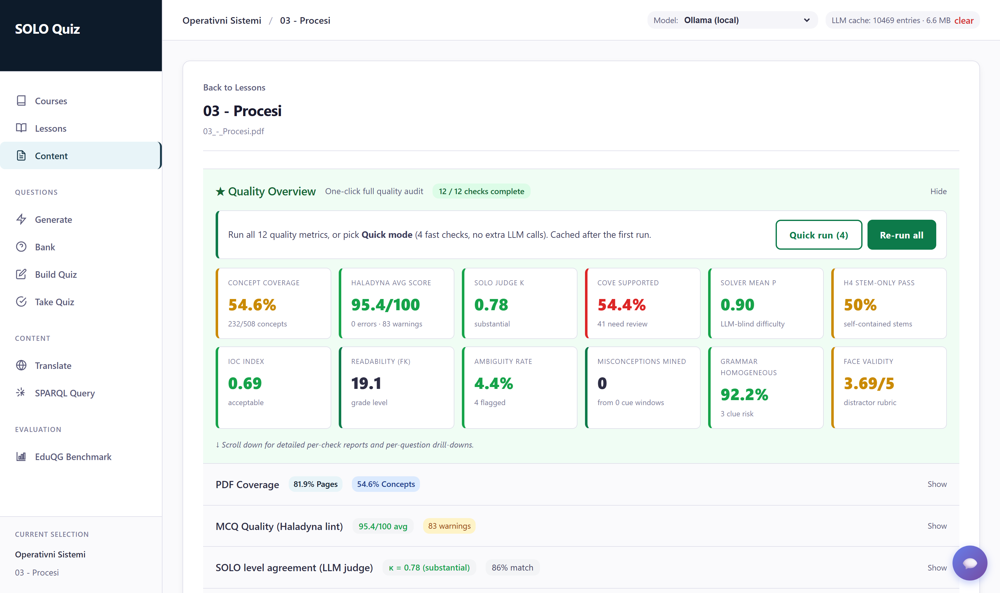 SOLO Quiz
Courses
Lessons
Content
QUESTIONS
Generate
Bank
Build Quiz
Take Quiz
CONTENT
Translate
SPARQL Query
EVALUATION
EduQG Benchmark
CURRENT SELECTION
Operativni Sistemi
03 - Procesi
Operativni Sistemi / 03 - Procesi
Model: Ollama (local)
LLM cache: 10469 entries · 6.6 MB clear
Back to Lessons
03 - Procesi
03_-_Procesi.pdf
★ Quality Overview One-click full quality audit 12 / 12 checks complete Hide
Run all 12 quality metrics, or pick Quick mode (4 fast checks, no extra LLM calls). Cached after the first run.
Quick run (4) Re-run all
CONCEPT COVERAGE
54.6%
232/508 concepts
HALADYNA AVG SCORE
95.4/100
0 errors · 83 warnings
SOLO JUDGE Κ
0.78
substantial
COVE SUPPORTED
54.4%
41 need review
SOLVER MEAN P
0.90
LLM-blind difficulty
H4 STEM-ONLY PASS
50%
self-contained stems
IOC INDEX
0.69
acceptable
READABILITY (FK)
19.1
grade level
AMBIGUITY RATE
4.4%
4 flagged
MISCONCEPTIONS MINED
0
from 0 cue windows
GRAMMAR
HOMOGENEOUS
92.2%
3 clue risk
FACE VALIDITY
3.69/5
distractor rubric
↓ Scroll down for detailed per-check reports and per-question drill-downs.
PDF Coverage 81.9% Pages 54.6% Concepts Show
MCQ Quality (Haladyna lint) 95.4/100 avg 83 warnings Show
SOLO level agreement (LLM judge) κ = 0.78 (substantial) 86% match Show